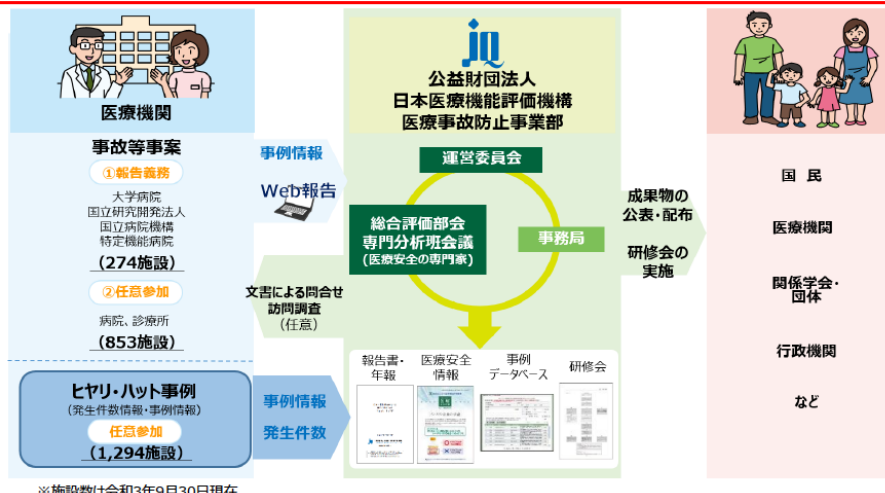 医療機関
事故等事案
①報告義務
大学病院
国立研究開発法人
国立病院機構
特定機能病院
(274施設)
②任意参加
病院、診療所
(853施設)
ヒヤリ・ハット事例
(発生件数情報・事例情報)
任意参加
(1,294施設)
※施設数は令和3年9月30日現在
事例情報
Web報告
文書による問合せ
訪問調査
(任意)
事例情報
発生件数
jq
公益財団法人
日本医療機能評価機構
医療事故防止事業部
運営委員会
総合評価部会
専門分析班会議
(医療安全の専門家)
事務局
報告書・
年報
医療安全
情報
事例
データベース
研修会
成果物の
公表・配布
研修会の
実施
国民
医療機関
関係学会・
団体
行政機関
など